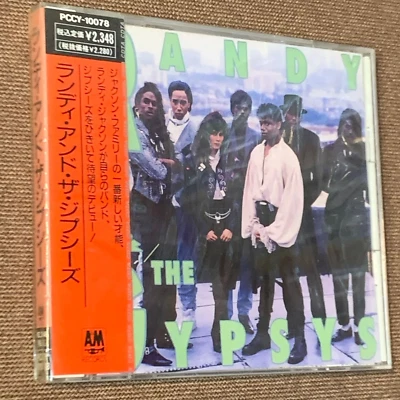 PCCY-10078
税込定価¥2,348
(税抜価格¥2,280)
ランディ・アンド・ザ・ジプシーズ
ジャクソン・ファミリーの一番新しい才能、
ランディ・ジャクソンが自らのバンド、
ジプシーズをひきいて待望のデビュー!
A&M
RECORDS
RANDY
&
THE
GYPSYS